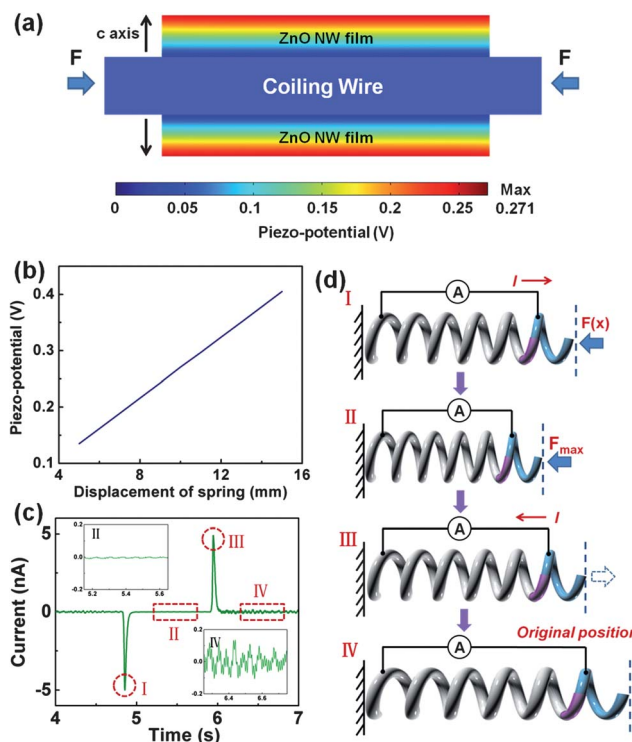 (a)
c axis
ZnO NW film
F
F
Coiling Wire
ZnO NW film
Max
0
0.05
0.1
0.15
0.2
0.25
0.271
Piezo-potential (V)
(b)
0.4
0.3
0.2
0.1
4
8
12
16
Piezo-potential (V)
Displacement of spring (mm)
(c)
5
0
-5
Current (nA)
4
5
6
7
Time (s)
II
0.2
0.0
-0.2
5.2
5.4
5.6
III
IV
II
I
IV
0.2
0.0
-0.2
6.4
6.6
(d)
I
A
I
F(x)
II
A
Fmax
III
A
I
Original position
IV
A